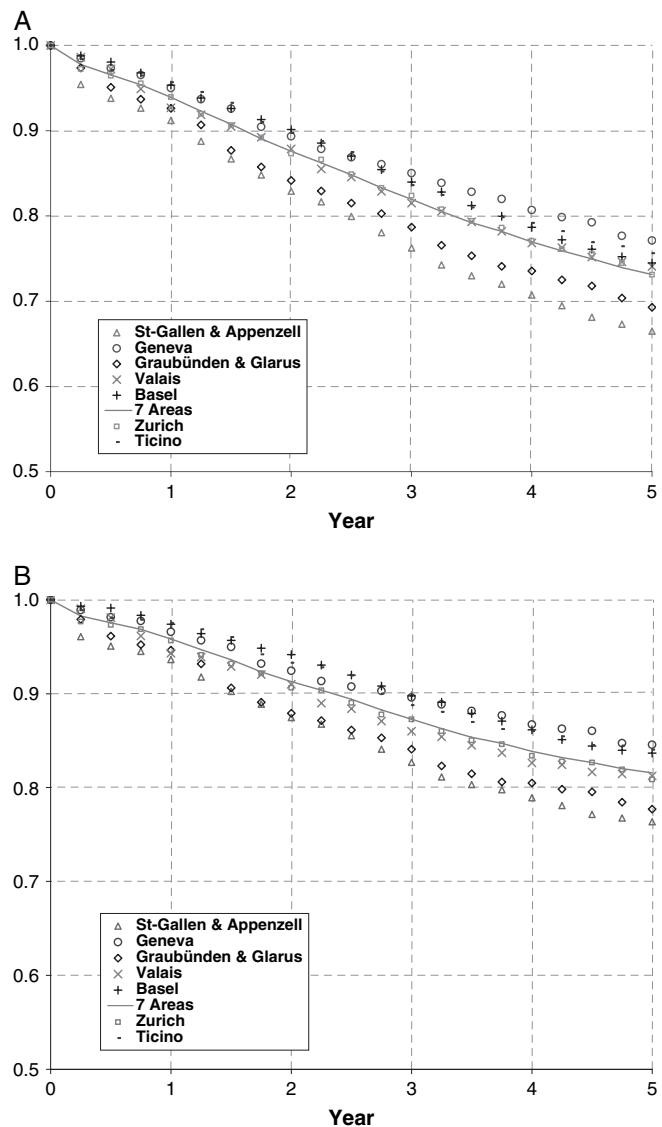 A
1.0
0.9
0.8
0.7
0.6
0.5
St-Gallen & Appenzell
Geneva
Graubünden & Glarus
Valais
Basel
7 Areas
Zurich
Ticino
0 1 2 3 4 5
Year
B
1.0
0.9
0.8
0.7
0.6
0.5
St-Gallen & Appenzell
Geneva
Graubünden & Glarus
Valais
Basel
7 Areas
Zurich
Ticino
0 1 2 3 4 5
Year